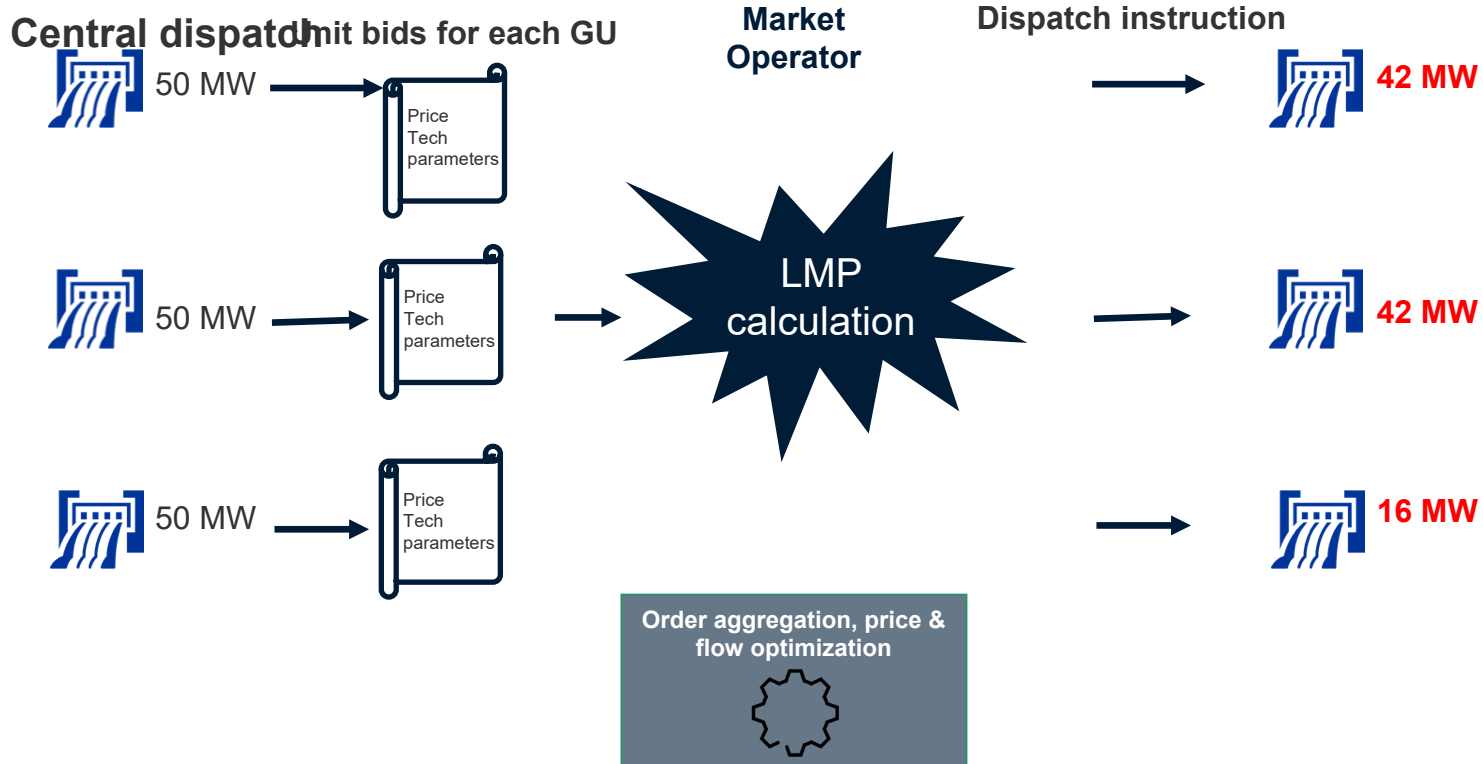 Central dispatch
Unit bids for each GU
Market
Operator
Dispatch instruction
50 MW
Price
Tech
parameters
42 MW
50 MW
Price
Tech
parameters
LMP
calculation
42 MW
50 MW
Price
Tech
parameters
16 MW
Order aggregation, price &
flow optimization